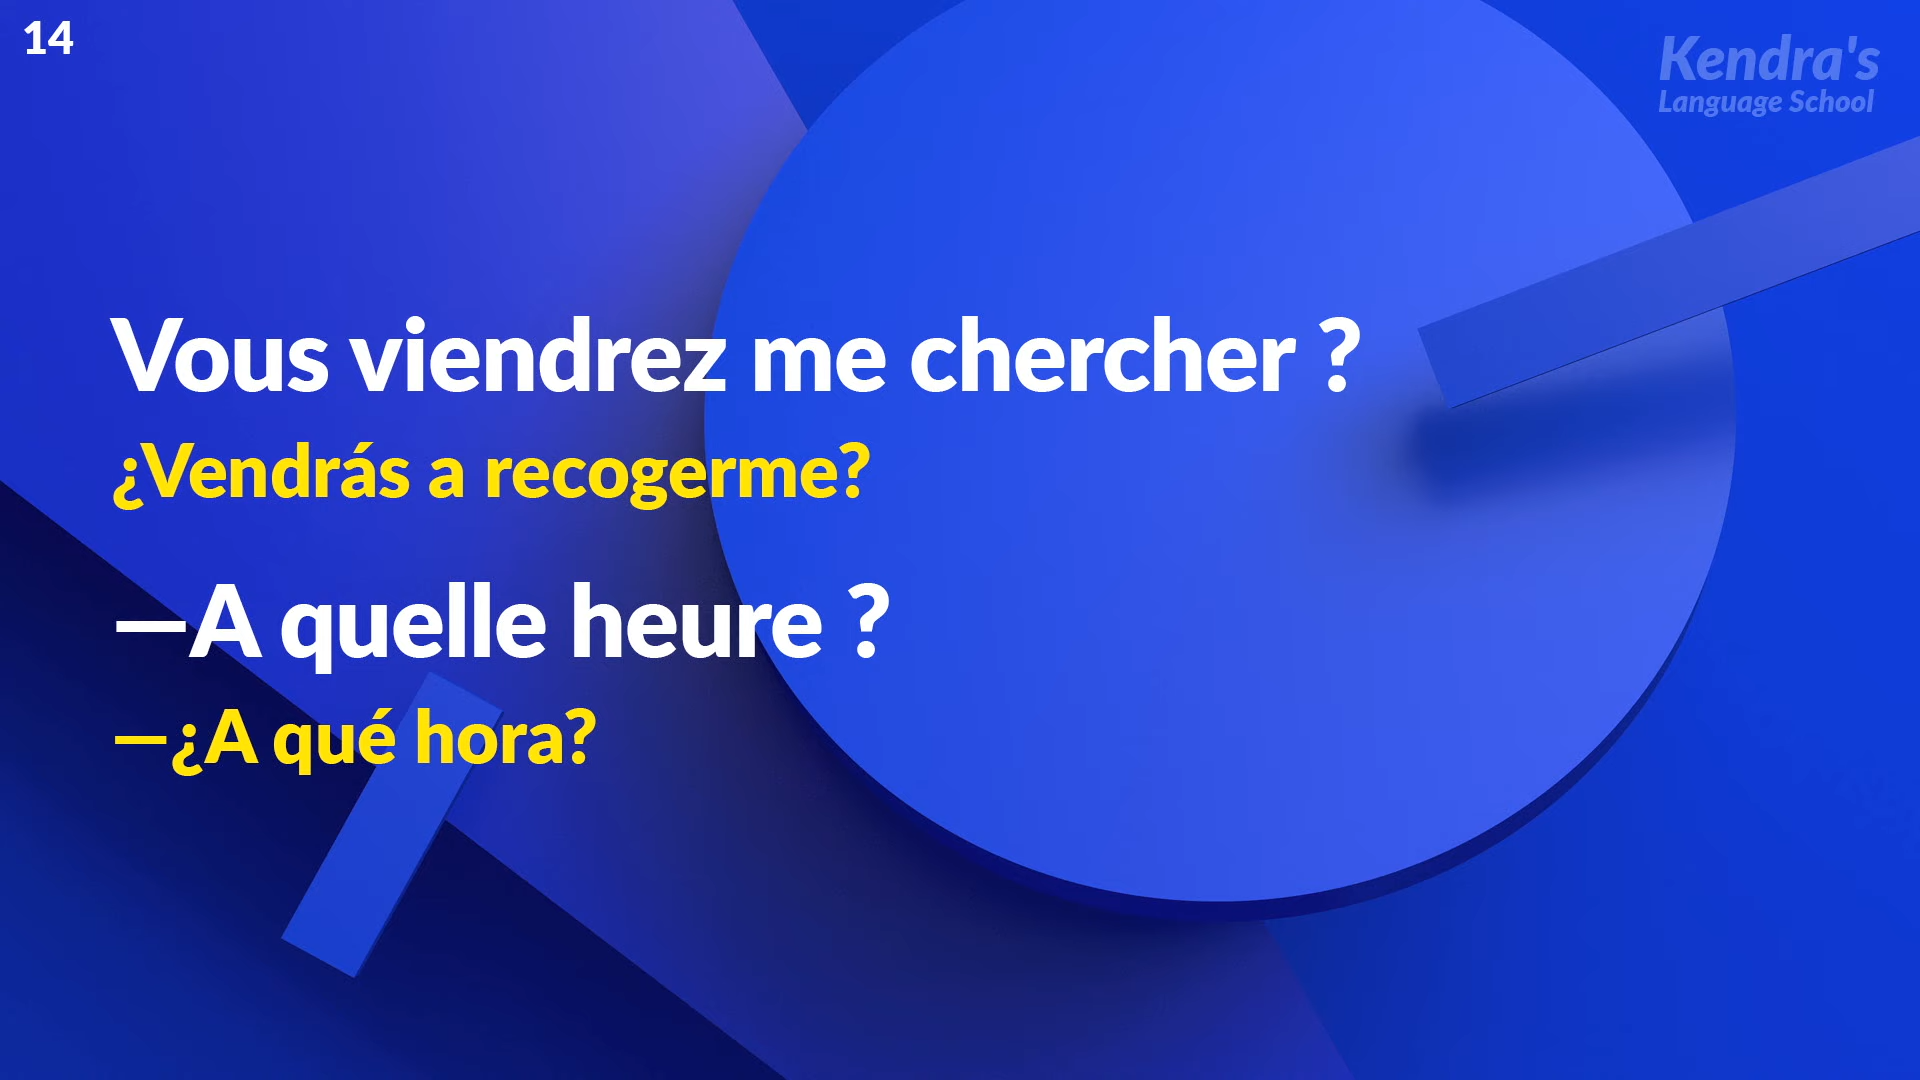 14
Kendra's
Language School
Vous viendrez me chercher ?
¿Vendrás a recogerme?
—A quelle heure ?
—¿A qué hora?